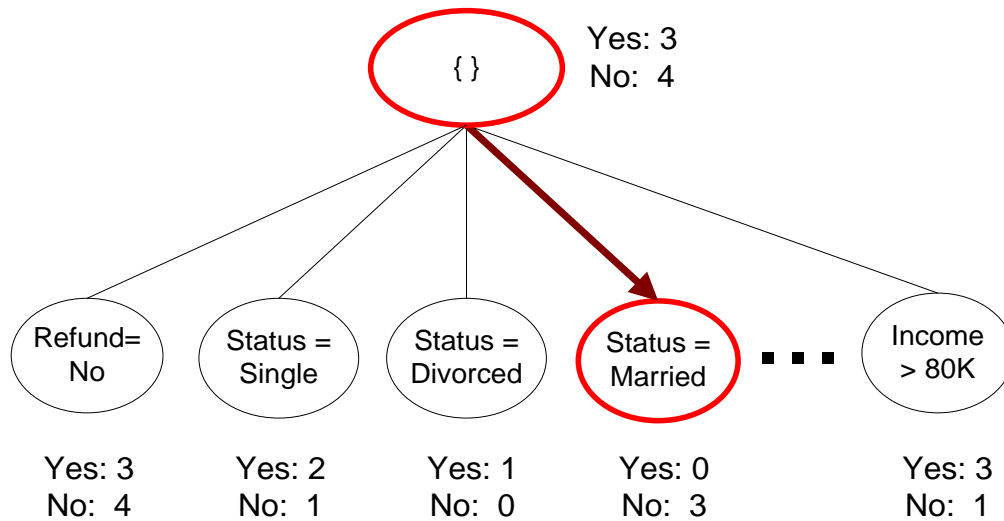 { }
Yes: 3
No: 4
Refund=
No
Status =
Single
Status =
Divorced
Status =
Married
Income
> 80K
Yes: 3
No: 4
Yes: 2
No: 1
Yes: 1
No: 0
Yes: 0
No: 3
Yes: 3
No: 1